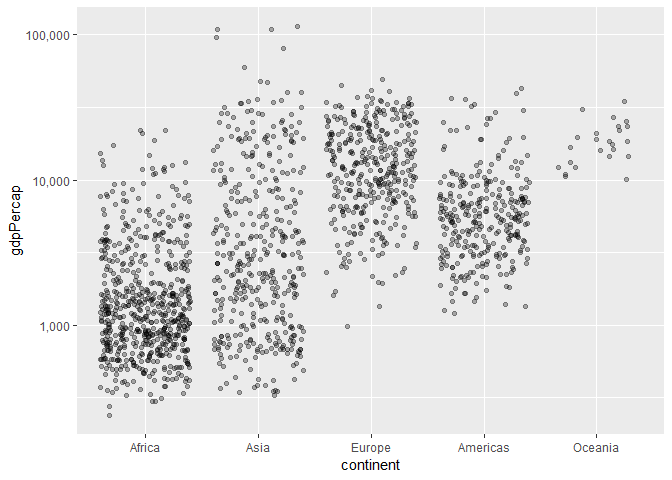 100,000
10,000
1,000
gdpPercap
Africa Asia Europe Americas Oceania
continent